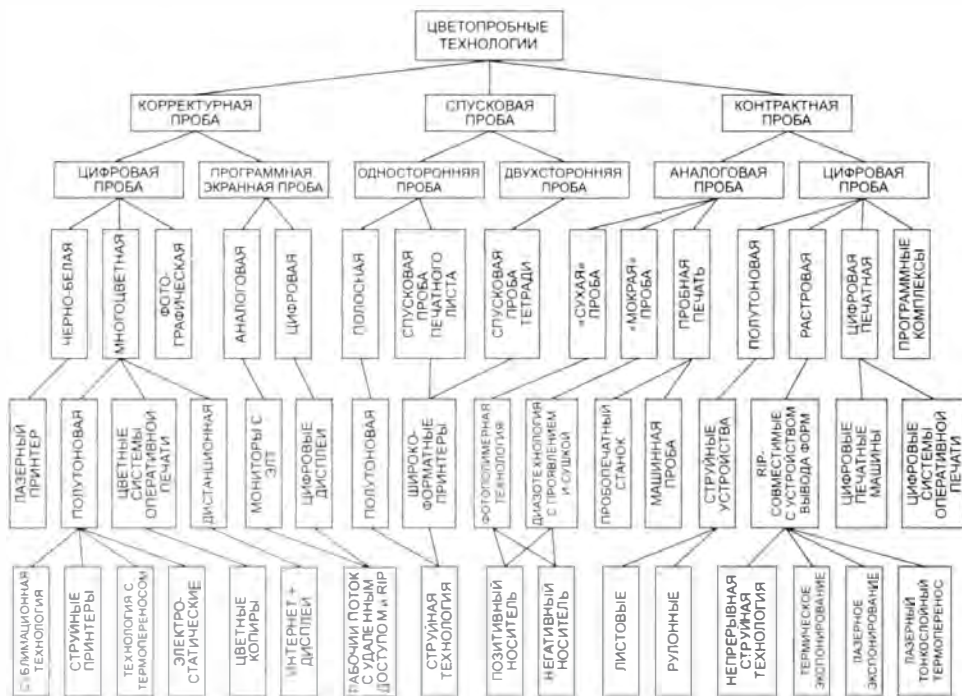 ЦВЕТОПРОБНЫЕ
ТЕХНОЛОГИИ
КОРРЕКТУРНАЯ
ПРОБА
СПУСКОВАЯ
ПРОБА
КОНТРАКТНАЯ
ПРОБА
ЦИФРОВАЯ
ПРОБА
ПРОГРАММНАЯ
ЭКРАННАЯ ПРОБА
ОДНОСТОРОННЯЯ
ПРОБА
ДВУХСТОРОННЯЯ
ПРОБА
АНАЛОГОВАЯ
ПРОБА
ЦИФРОВАЯ
ПРОБА
ЧЕРНО-БЕЛАЯ
МНОГОЦВЕТНАЯ
ФОТО-
ГРАФИЧЕСКАЯ
АНАЛОГОВАЯ
ЦИФРОВАЯ
ПОЛОСНАЯ
СПУСКОВАЯ
ПРОБА
ПЕЧАТНОГО
ЛИСТА
СПУСКОВАЯ
ПРОБА
ТЕТРАДИ
«СУХАЯ»
ПРОБА
«МОКРАЯ»
ПРОБА
ПРОБНАЯ
ПЕЧАТЬ
ПОЛУТОНОВАЯ
РАСТРОВАЯ
ЦИФРОВАЯ
ПЕЧАТНАЯ
ПРОГРАММНЫЕ
КОМПЛЕКСЫ
ЛАЗЕРНЫЙ
ПРИНТЕР
ПОЛУТОНОВАЯ
ЦВЕТНЫЕ
СИСТЕМЫ
ОПЕРАТИВНОЙ
ПЕЧАТИ
ДИСТАНЦИОННАЯ
МОНИТОРЫ С
ЭЛТ
ЦИФРОВЫЕ
ДИСПЛЕИ
ПОЛУТОНОВАЯ
ШИРОКО-
ФОРМАТНЫЕ
ПРИНТЕРЫ
ФОТОПОЛИМЕРНАЯ
ТЕХНОЛОГИЯ
ДИАЗОТЕХНОЛОГИЯ
С ПРОЯВЛЕНИЕМ
И СУШКОЙ
ПРОБОПЕЧАТНЫЙ
СТАНОК
МАШИННАЯ
ПРОБА
СТРУЙНЫЕ
УСТРОЙСТВА
RIP-
СОВМЕСТИМЫЕ
С УСТРОЙСТВОМ
ВЫВОДА ФОРМ
ЦИФРОВЫЕ
ПЕЧАТНЫЕ
МАШИНЫ
ЦИФРОВЫЕ
СИСТЕМЫ
ОПЕРАТИВНОЙ
ПЕЧАТИ
СУБЛИМАЦИОННАЯ
ТЕХНОЛОГИЯ
СТРУЙНЫЕ
ПРИНТЕРЫ
ТЕХНОЛОГИЯ С
ТЕРМОПЕРЕНОСОМ
ЭЛЕКТРО-
СТАТИЧЕСКИЕ
ЦВЕТНЫЕ
КОПИРЫ
ИНТЕРНЕТ +
ДИСПЛЕЙ
РАБОЧИЙ ПОТОК
С УДАЛЕННЫМ
ДОСТУПОМ И RIP
СТРУЙНАЯ
ТЕХНОЛОГИЯ
ПОЗИТИВНЫЙ
НОСИТЕЛЬ
НЕГАТИВНЫЙ
НОСИТЕЛЬ
ЛИСТОВЫЕ
РУЛОННЫЕ
НЕПРЕРЫВНАЯ
СТРУЙНАЯ
ТЕХНОЛОГИЯ
ТЕРМИЧЕСКОЕ
ЭКСПОНИРОВАНИЕ
ЛАЗЕРНОЕ
ЭКСПОНИРОВАНИЕ
ЛАЗЕРНЫЙ
ТОНКОСЛОЙНЫЙ
ТЕРМОПЕРЕНОС